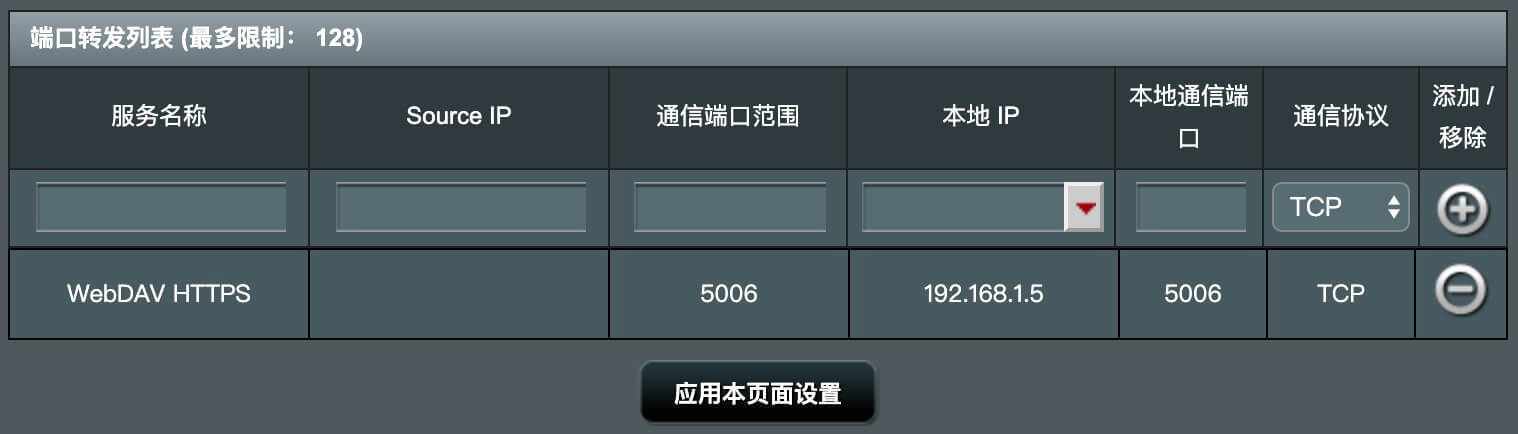 端口转发列表 (最多限制： 128)
服务名称
Source IP
通信端口范围
本地 IP
本地通信端
口
通信协议
添加 /
移除
TCP
WebDAV HTTPS
5006
192.168.1.5
5006
TCP
应用本页面设置